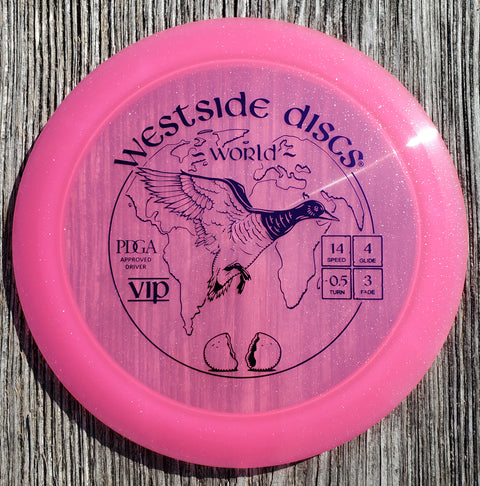 WESTSIDE DISCS®
WORLD
PDGA
APPROVED
DRIVER
VIP
14
SPEED
4
GLIDE
-0.5
TURN
3
FADE